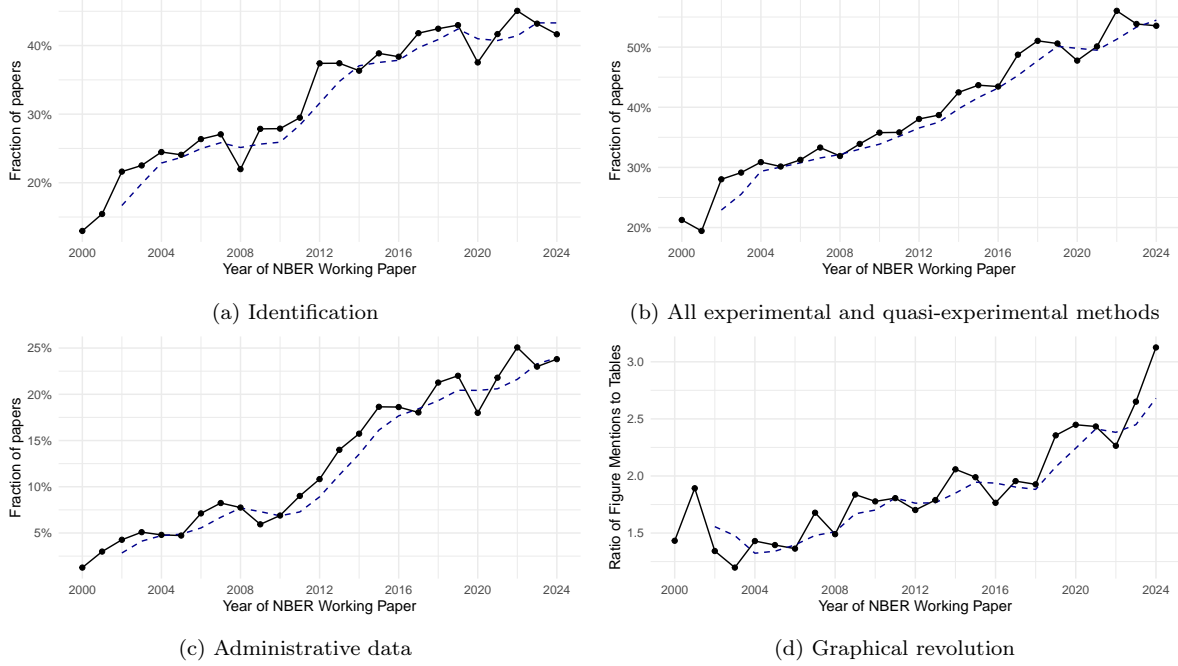 40%
30%
20%
Fraction of papers
2000 2004 2008 2012 2016 2020 2024
Year of NBER Working Paper
(a) Identification
50%
40%
30%
20%
Fraction of papers
2000 2004 2008 2012 2016 2020 2024
Year of NBER Working Paper
(b) All experimental and quasi-experimental methods
25%
20%
15%
10%
5%
Fraction of papers
2000 2004 2008 2012 2016 2020 2024
Year of NBER Working Paper
(c) Administrative data
3.0
2.5
2.0
1.5
Ratio of Figure Mentions to Tables
2000 2004 2008 2012 2016 2020 2024
Year of NBER Working Paper
(d) Graphical revolution